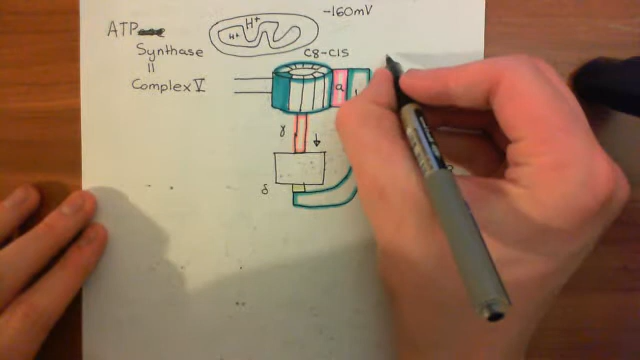 ATP
Synthase
=
Complex V
H+
H+
-160mV
C8-C15
a
γ
δ